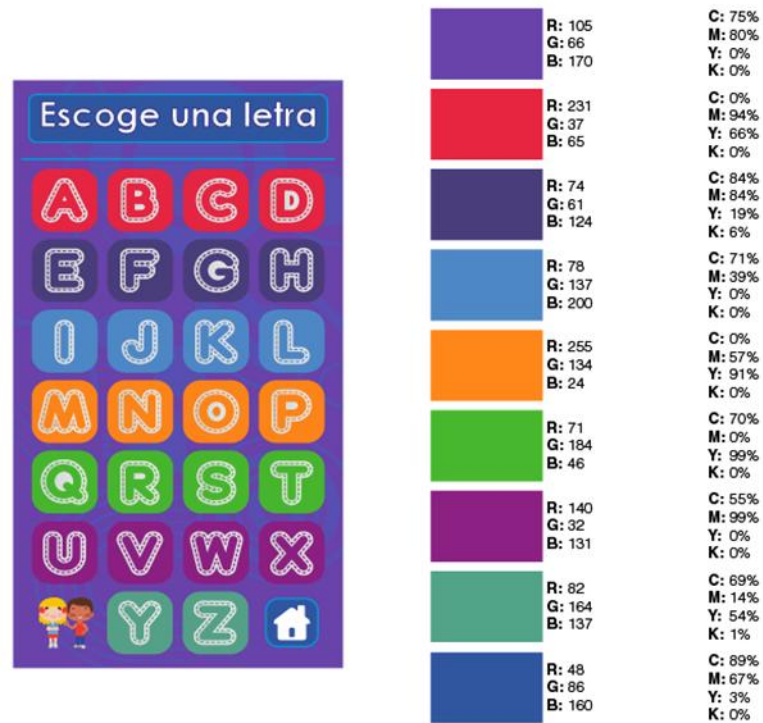 Escoge una letra
A B C D
E F G H
I J K L
M N O P
Q R S T
U V W X
Y Z
R: 105
G: 66
B: 170
C: 75%
M: 80%
Y: 0%
K: 0%
R: 231
G: 37
B: 65
C: 0%
M: 94%
Y: 66%
K: 0%
R: 74
G: 61
B: 124
C: 84%
M: 84%
Y: 19%
K: 6%
R: 78
G: 137
B: 200
C: 71%
M: 39%
Y: 0%
K: 0%
R: 255
G: 134
B: 24
C: 0%
M: 57%
Y: 91%
K: 0%
R: 71
G: 184
B: 46
C: 70%
M: 0%
Y: 99%
K: 0%
R: 140
G: 32
B: 131
C: 55%
M: 99%
Y: 0%
K: 0%
R: 82
G: 164
B: 137
C: 69%
M: 14%
Y: 54%
K: 1%
R: 48
G: 86
B: 160
C: 89%
M: 67%
Y: 3%
K: 0%